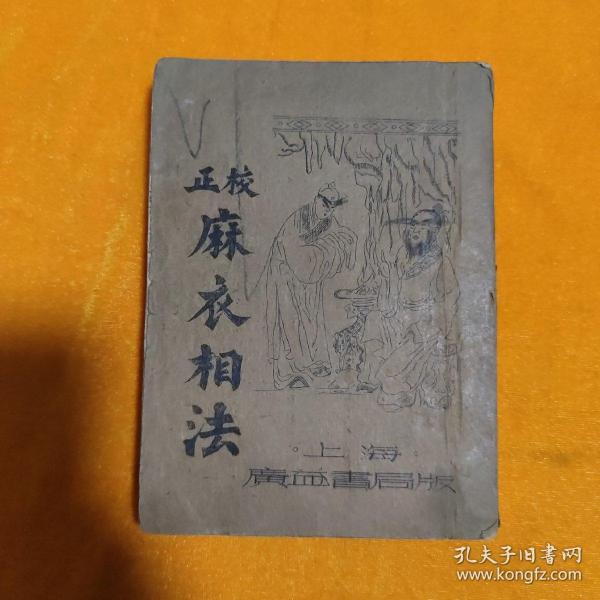 校正
麻衣相法
·上海·
廣益書局版
孔夫子旧书网
www.kongfz.com